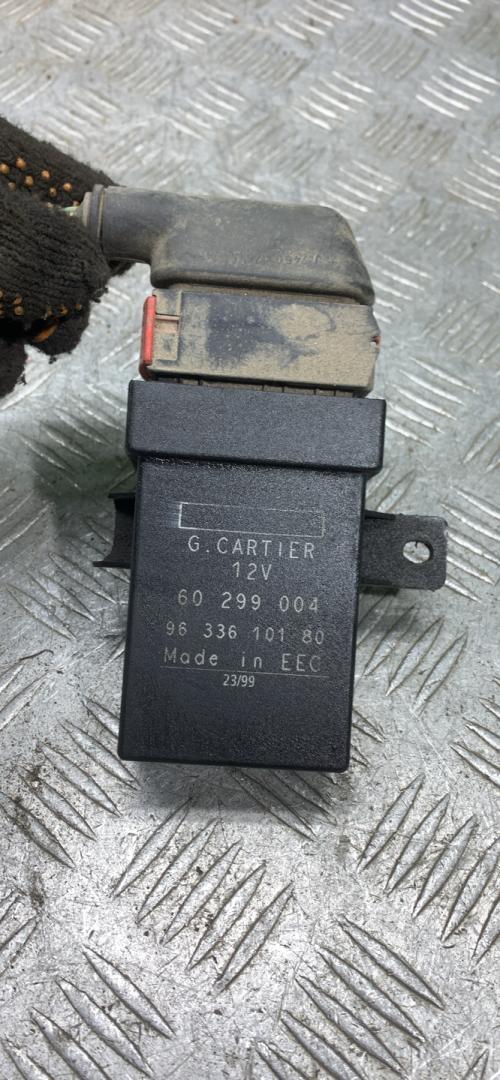 G.CARTIER
12V
60 299 004
96 336 101 80
Made in EEC
23/99